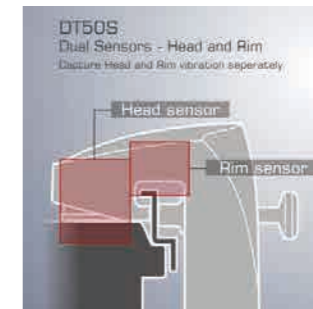 DT50S
Dual Sensors - Head and Rim
Capture Head and Rim vibration seperately
Head sensor
Rim sensor